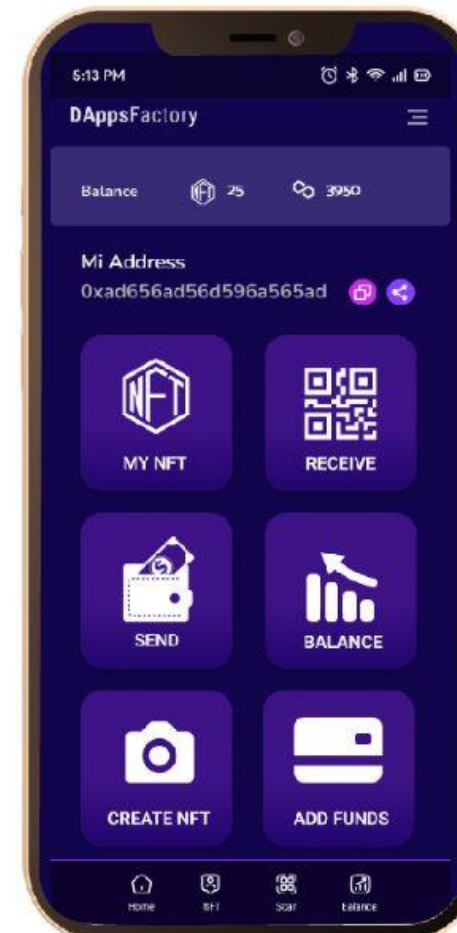 5:13 PM
DAppsFactory
Balance NFT 25 3950
Mi Address
0xad656ad56d596a565ad
NFT
MY NFT
RECEIVE
SEND
BALANCE
CREATE NFT
ADD FUNDS
Home NFT Scan Balance